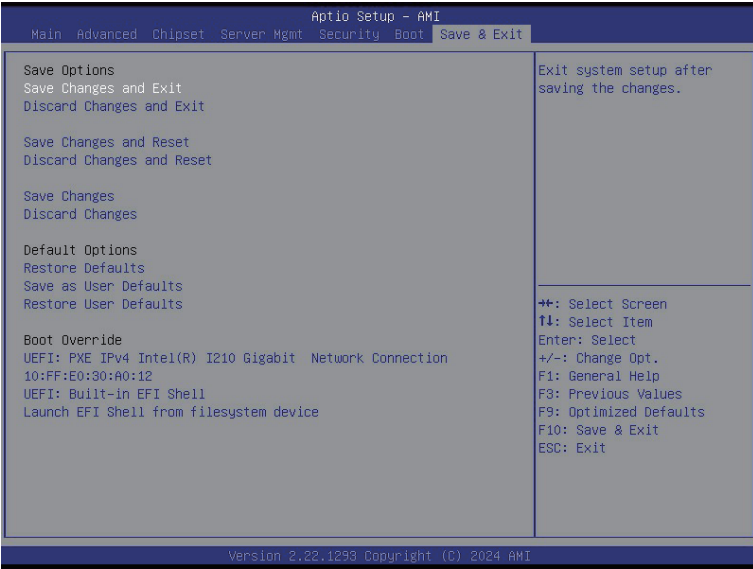 Aptio Setup - AMI
Main Advanced Chipset Server Mgmt Security Boot Save & Exit
Save Options
Save Changes and Exit
Discard Changes and Exit
Save Changes and Reset
Discard Changes and Reset
Save Changes
Discard Changes
Default Options
Restore Defaults
Save as User Defaults
Restore User Defaults
Boot Override
UEFI: PXE IPv4 Intel(R) I210 Gigabit  Network Connection
10:FF:E0:30:A0:12
UEFI: Built-in EFI Shell
Launch EFI Shell from filesystem device
Exit system setup after
saving the changes.
→←: Select Screen
↑↓: Select Item
Enter: Select
+/-: Change Opt.
F1: General Help
F3: Previous Values
F9: Optimized Defaults
F10: Save & Exit
ESC: Exit
Version 2.22.1293 Copyright (C) 2024 AMI